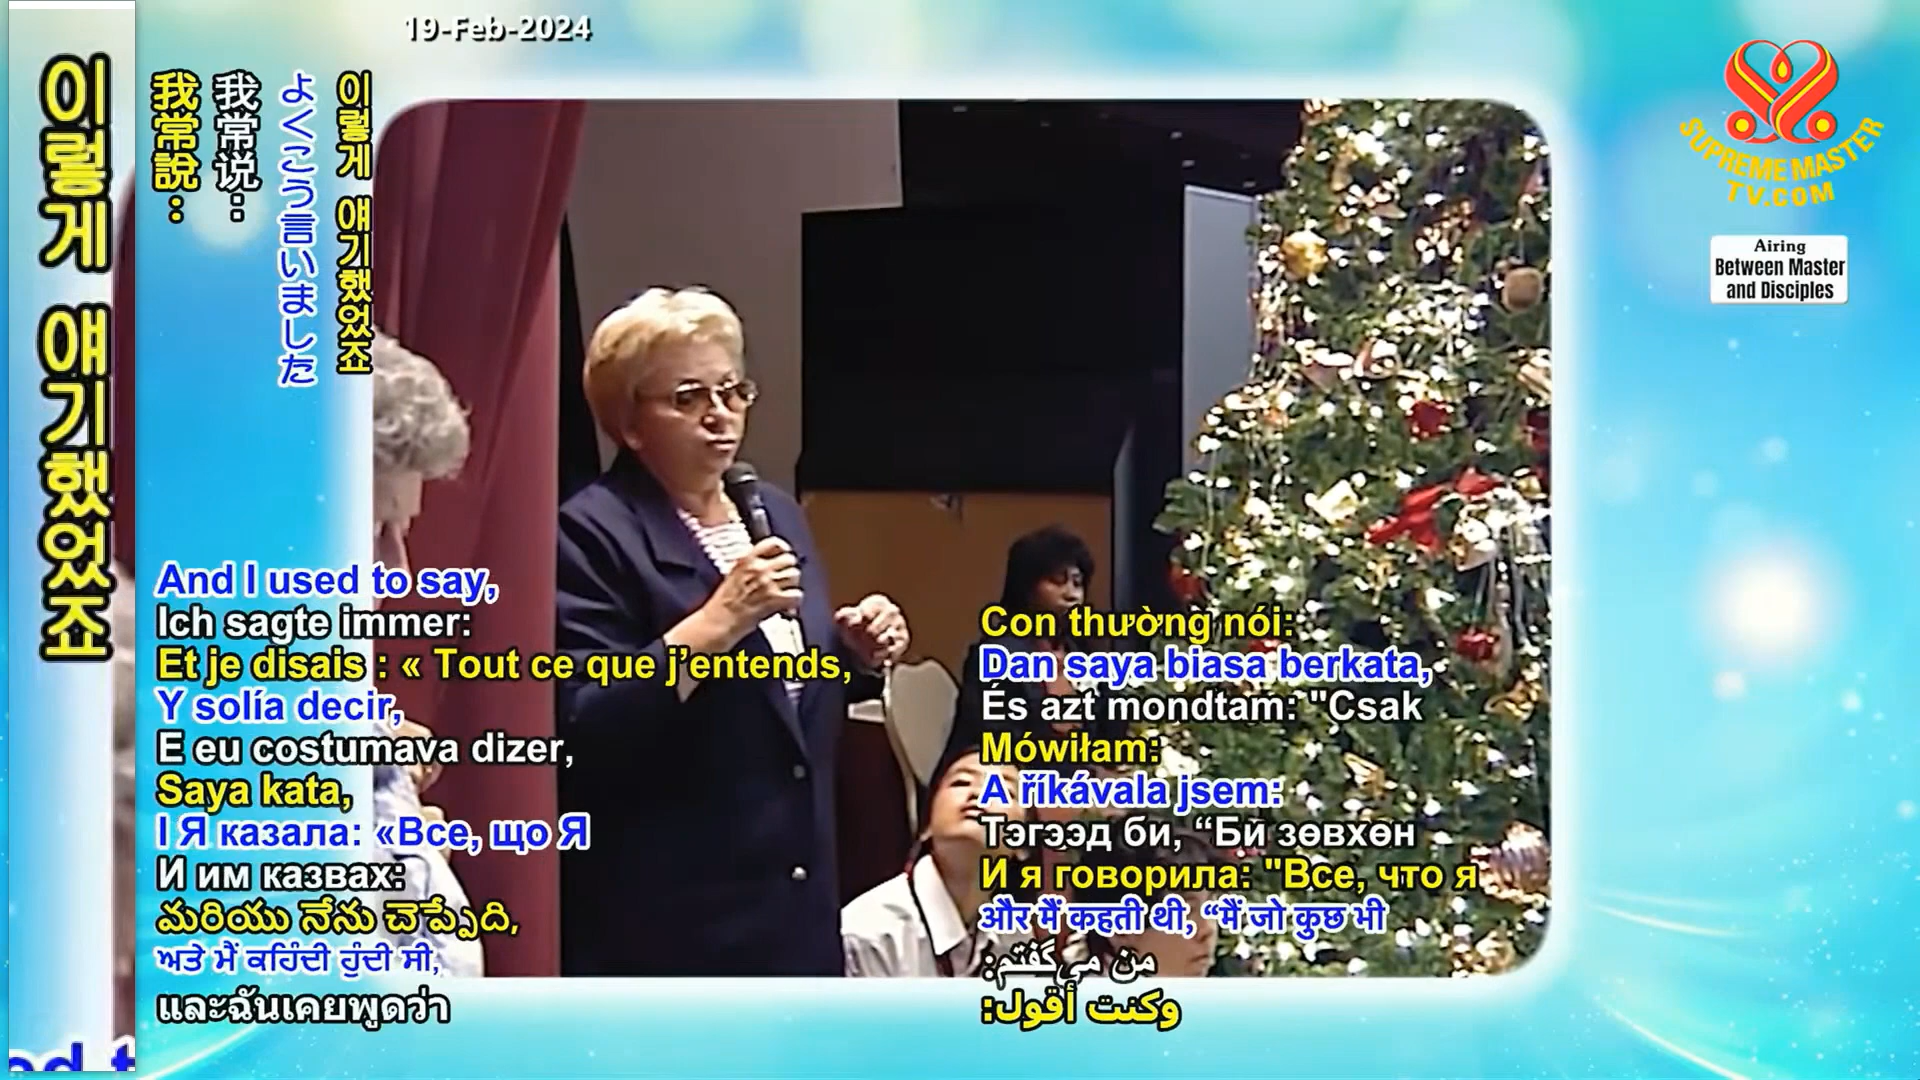 19-Feb-2024
이렇게 얘기했었죠
我常說：
我常说：
よくこう言いました
이렇게 얘기했었죠
SUPREME MASTER
TV.COM
Airing
Between Master
and Disciples
And I used to say,
Ich sagte immer:
Et je disais : « Tout ce que j’entends,
Y solía decir,
E eu costumava dizer,
Saya kata,
І Я казала: «Все, що Я
И им казвах:
మరియు నేను చెప్పేది,
ਅਤੇ ਮੈਂ ਕਹਿੰਦੀ ਹੁੰਦੀ ਸੀ,
และฉันเคยพูดว่า
Con thường nói:
Dan saya biasa berkata,
És azt mondtam: "Csak
Mówiłam:
A říkávala jsem:
Тэгээд би, “Би зөвхөн
И я говорила: "Все, что я
और मैं कहती थी, “मैं जो कुछ भी
من می‌گفتم:
وكنت أقول: